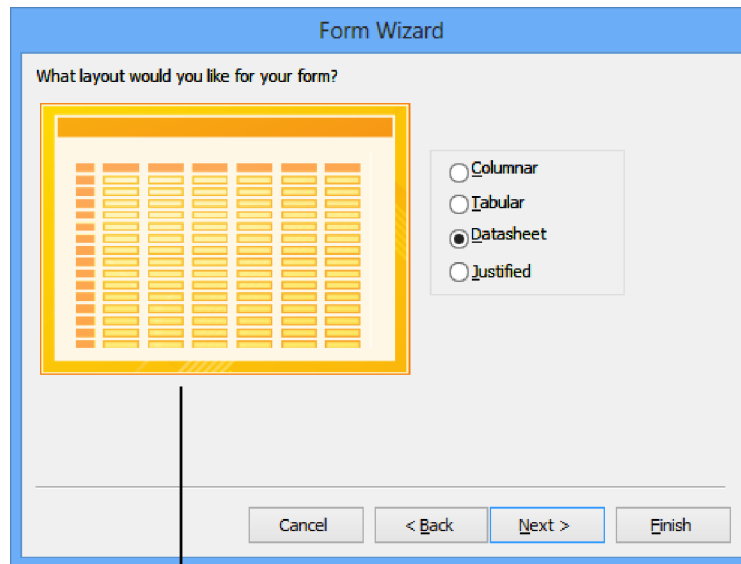 Form Wizard
What layout would you like for your form?
Columnar
Tabular
Datasheet
Justified
Cancel
< Back
Next >
Finish